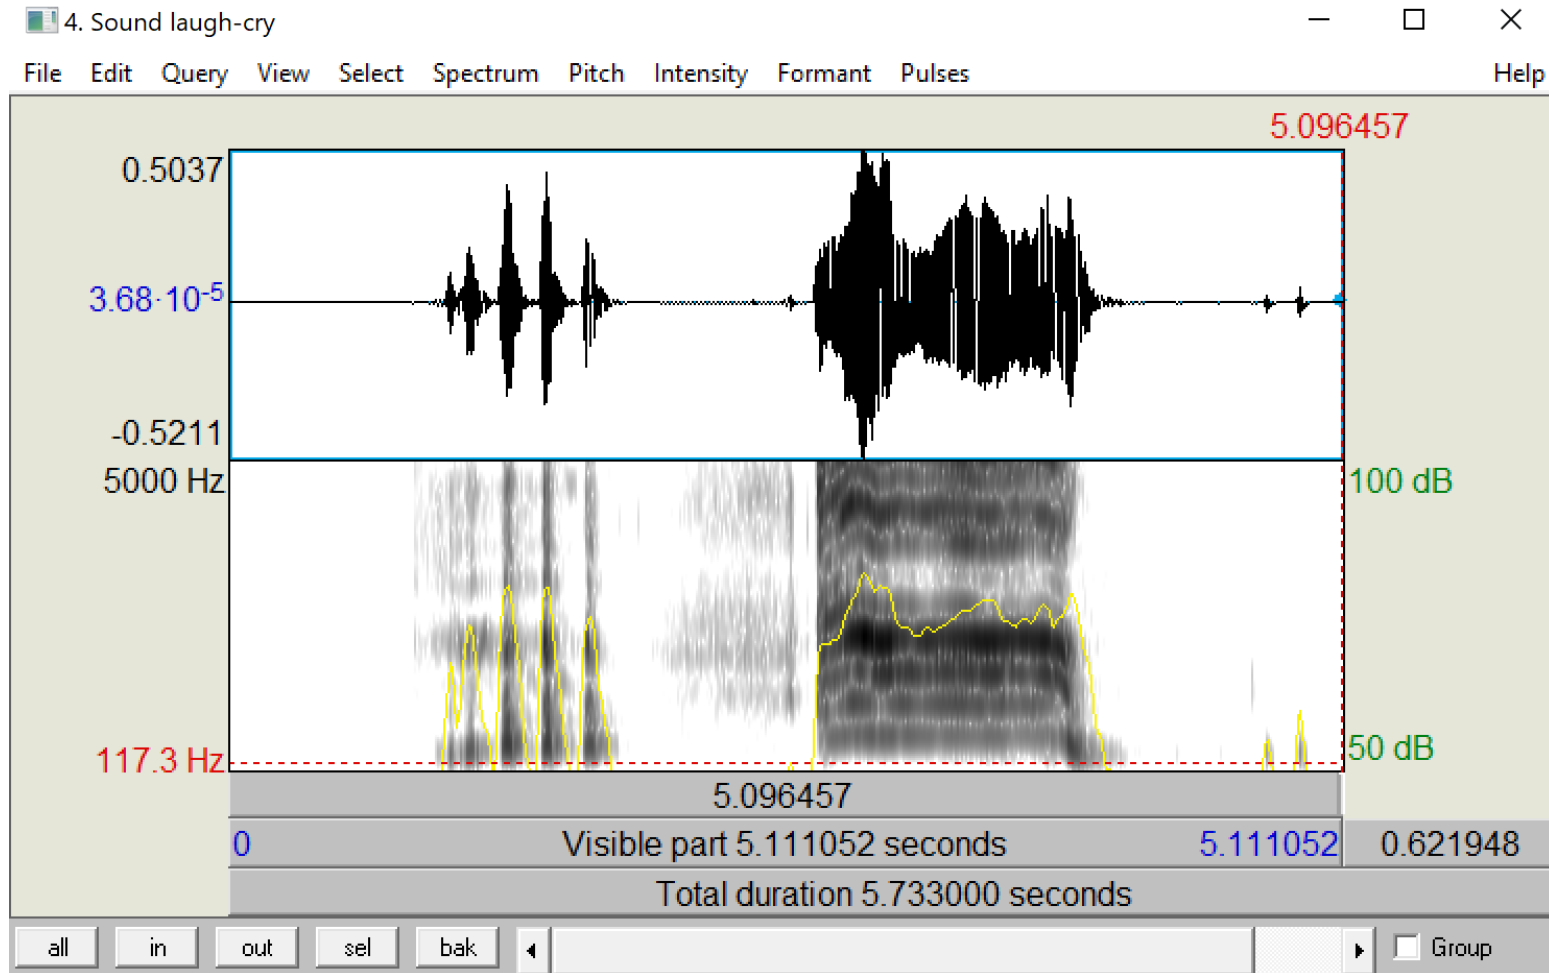 4. Sound laugh-cry
File Edit Query View Select Spectrum Pitch Intensity Formant Pulses Help
5.096457
0.5037
3.68·10⁻⁵
-0.5211
5000 Hz 100 dB
117.3 Hz 50 dB
5.096457
0 Visible part 5.111052 seconds 5.111052 0.621948
Total duration 5.733000 seconds
all in out sel bak Group